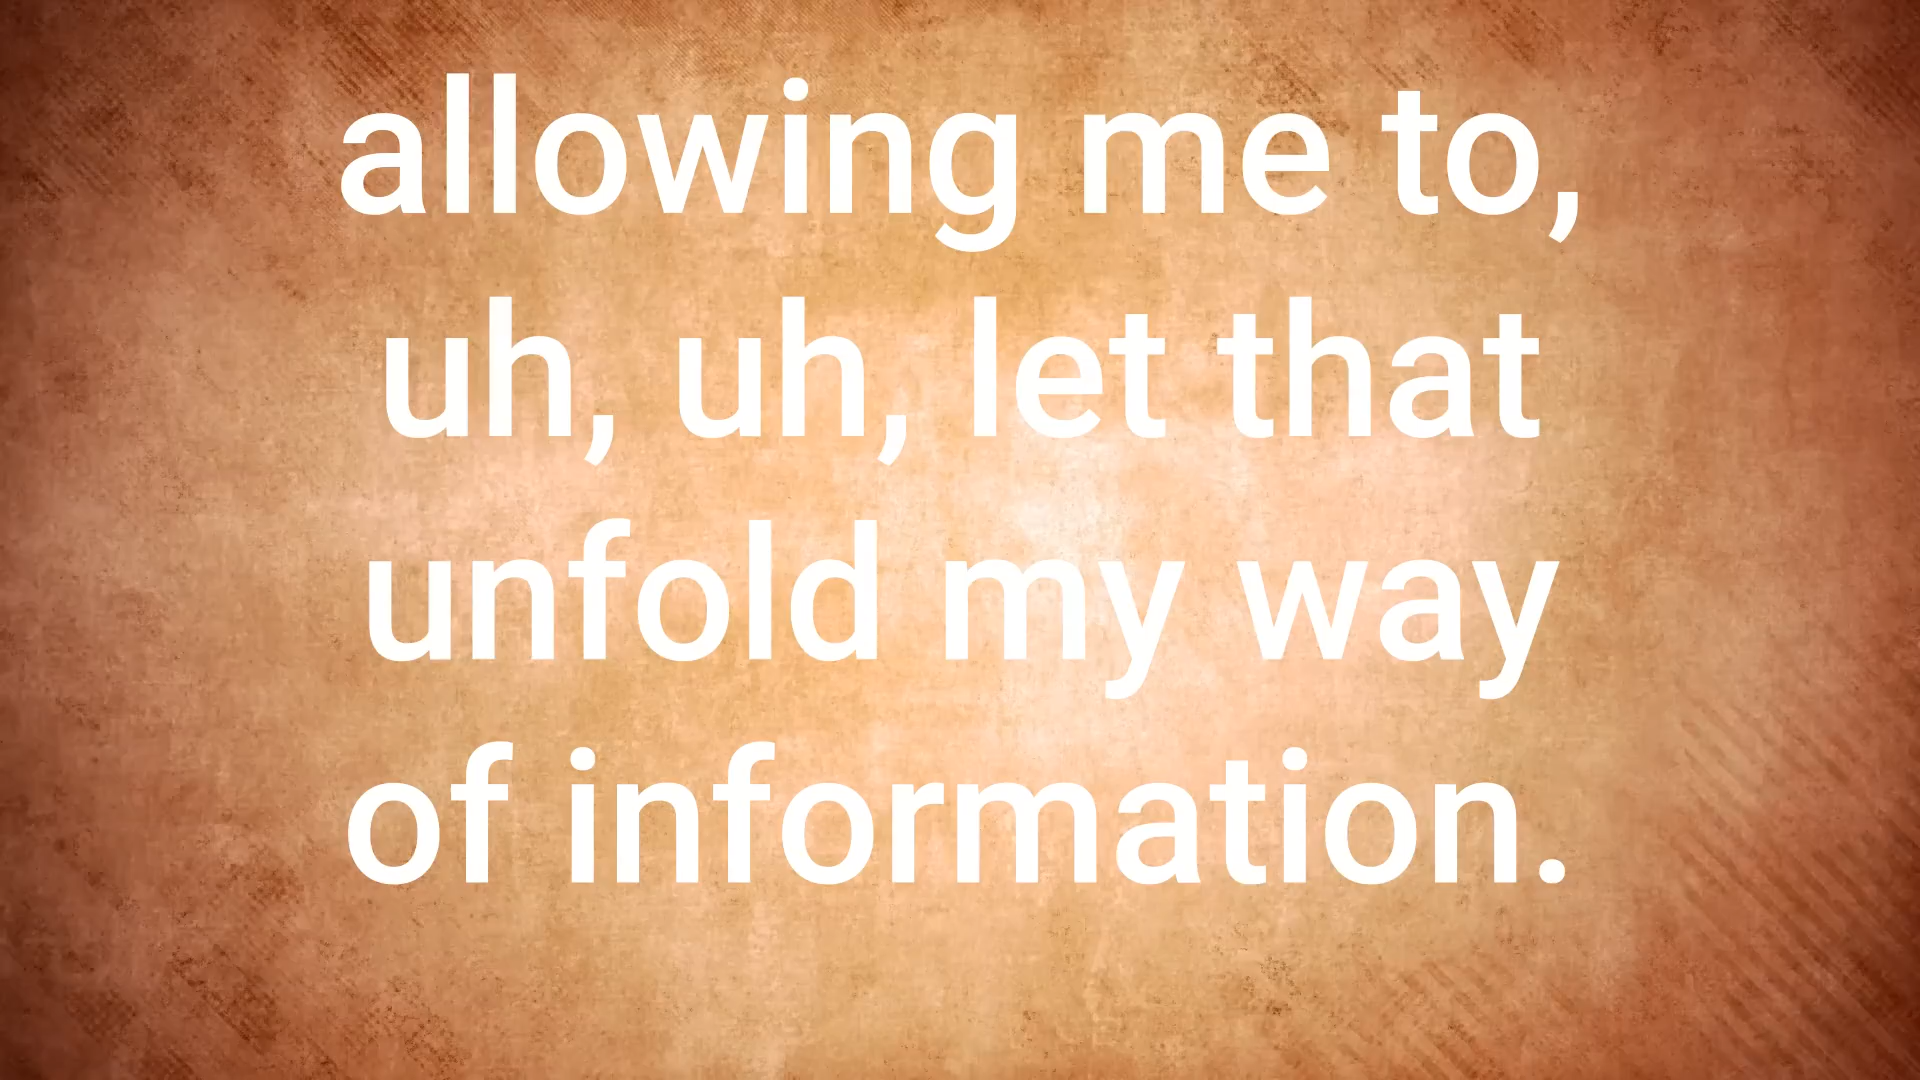 allowing me to,
uh, uh, let that
unfold my way
of information.